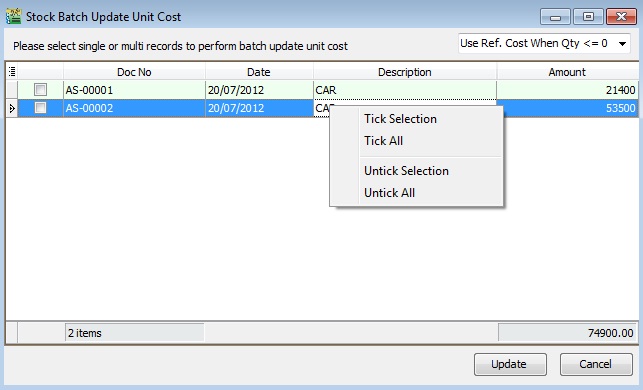 Stock Batch Update Unit Cost
Please select single or multi records to perform batch update unit cost
Use Ref. Cost When Qty <= 0
Doc No Date Description Amount
AS-00001 20/07/2012 CAR 21400
AS-00002 20/07/2012 53500
Tick Selection
Tick All
Untick Selection
Untick All
2 items 74900.00
Update Cancel